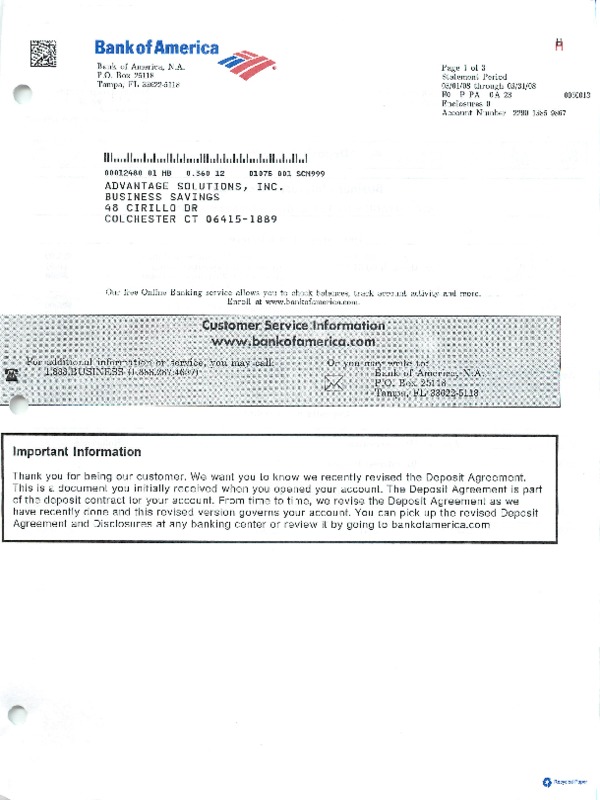 Bank of America
H
Bank of America, N.A.
P.O. Box 25118
Tampa, FL 33622-5118
Page 1 of 3
Statement Period
03/01/08 through 03/31/08
P PA 0A 23
Enclosures 0
Account Number
00012480 01 MB 0.360 12 01075 001 SCN999
ADVANTAGE SOLUTIONS, INC.
BUSINESS SAVINGS
48 CIRILLO DR
COLCHESTER CT 06415-1889
Our free Online Banking service allows you to check balances, track account activity and more.
Enroll at www.bankofamerica.com.
Customer Service Information
www.bankofamerica.com
For additional information or service, you may call:
1.888.BUSINESS (1.888.287.4637)
Or you may write to:
Bank of America, N.A.
P.O. Box 25118
Tampa, FL 33622-5118
Important Information
Thank you for being our customer. We want you to know we recently revised the Deposit Agreement.
This is a document you initially received when you opened your account. The Deposit Agreement is part
of the deposit contract for your account. From time to time, we revise the Deposit Agreement as we
have recently done and this revised version governs your account. You can pick up the revised Deposit
Agreement and Disclosures at any banking center or review it by going to bankofamerica.com
Recycled Paper